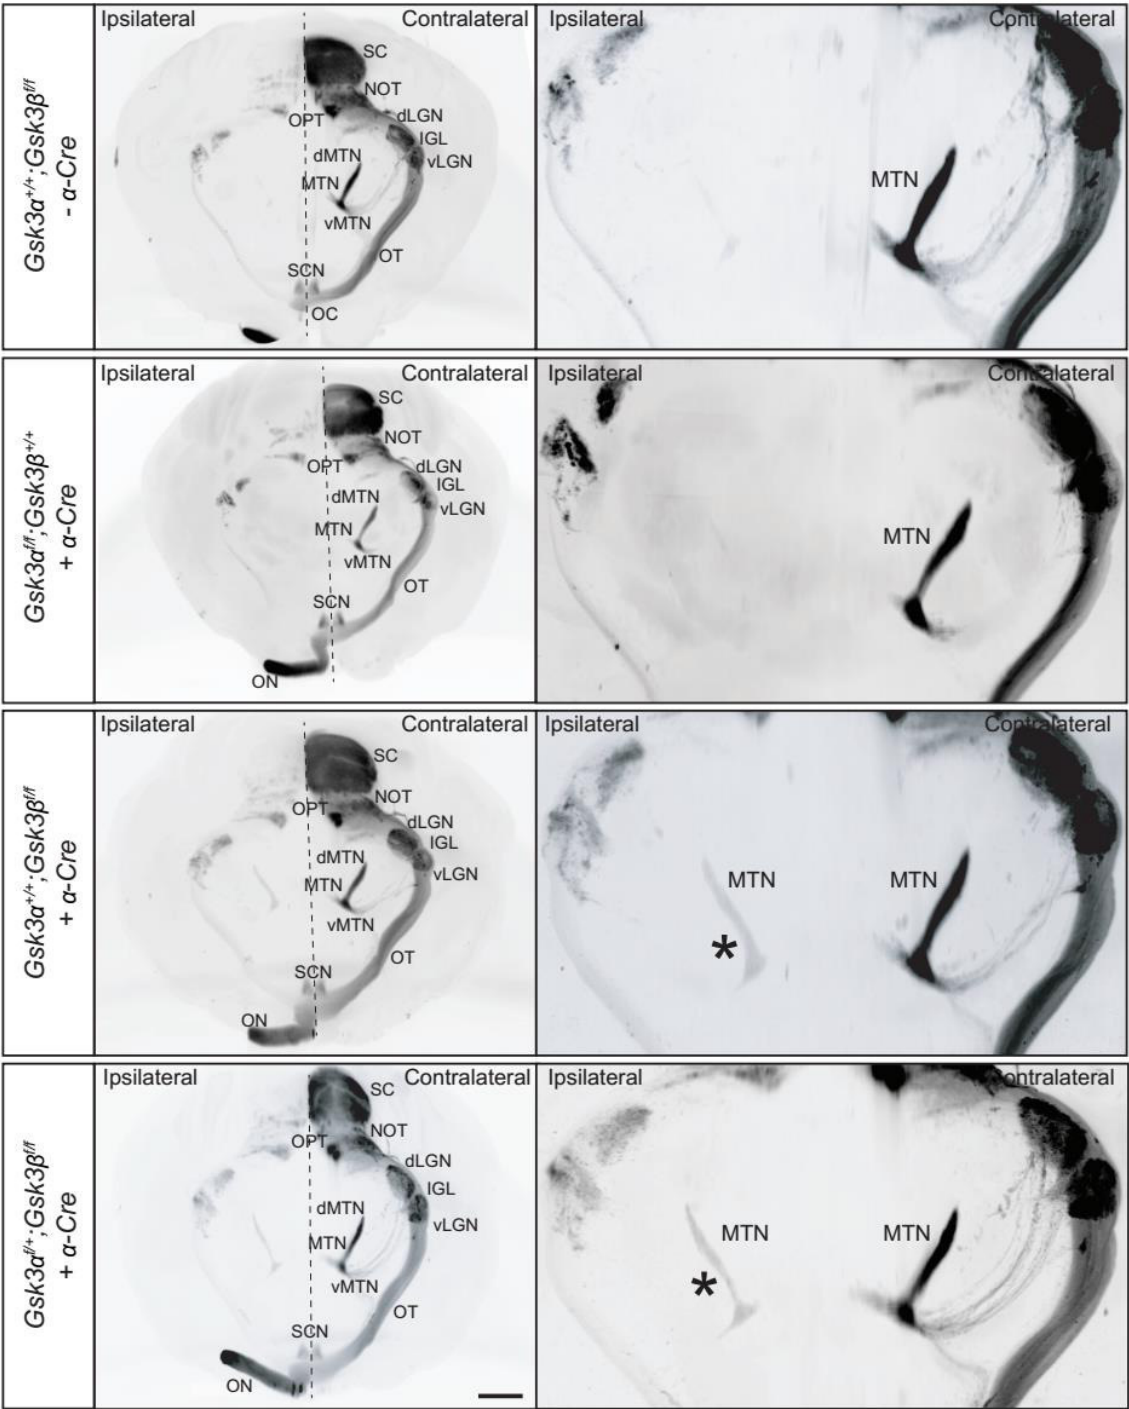 Gsk3α+/+;Gsk3βf/f
- α-Cre
Ipsilateral
Contralateral
SC
NOT
OPT
dLGN
IGL
dMTN
vLGN
MTN
vMTN
OT
SCN
OC
Ipsilateral
Contralateral
MTN
Gsk3αf/f;Gsk3β+/+
+ α-Cre
Ipsilateral
Contralateral
SC
NOT
OPT
dLGN
IGL
dMTN
vLGN
MTN
vMTN
OT
SCN
ON
Ipsilateral
Contralateral
MTN
Gsk3α+/+;Gsk3βf/f
+ α-Cre
Ipsilateral
Contralateral
SC
NOT
OPT
dLGN
IGL
dMTN
vLGN
MTN
vMTN
OT
SCN
ON
Ipsilateral
Contralateral
MTN
MTN
*
Gsk3αf/+;Gsk3βf/f
+ α-Cre
Ipsilateral
Contralateral
SC
NOT
OPT
dLGN
IGL
dMTN
vLGN
MTN
vMTN
OT
SCN
ON
Ipsilateral
Contralateral
MTN
MTN
*